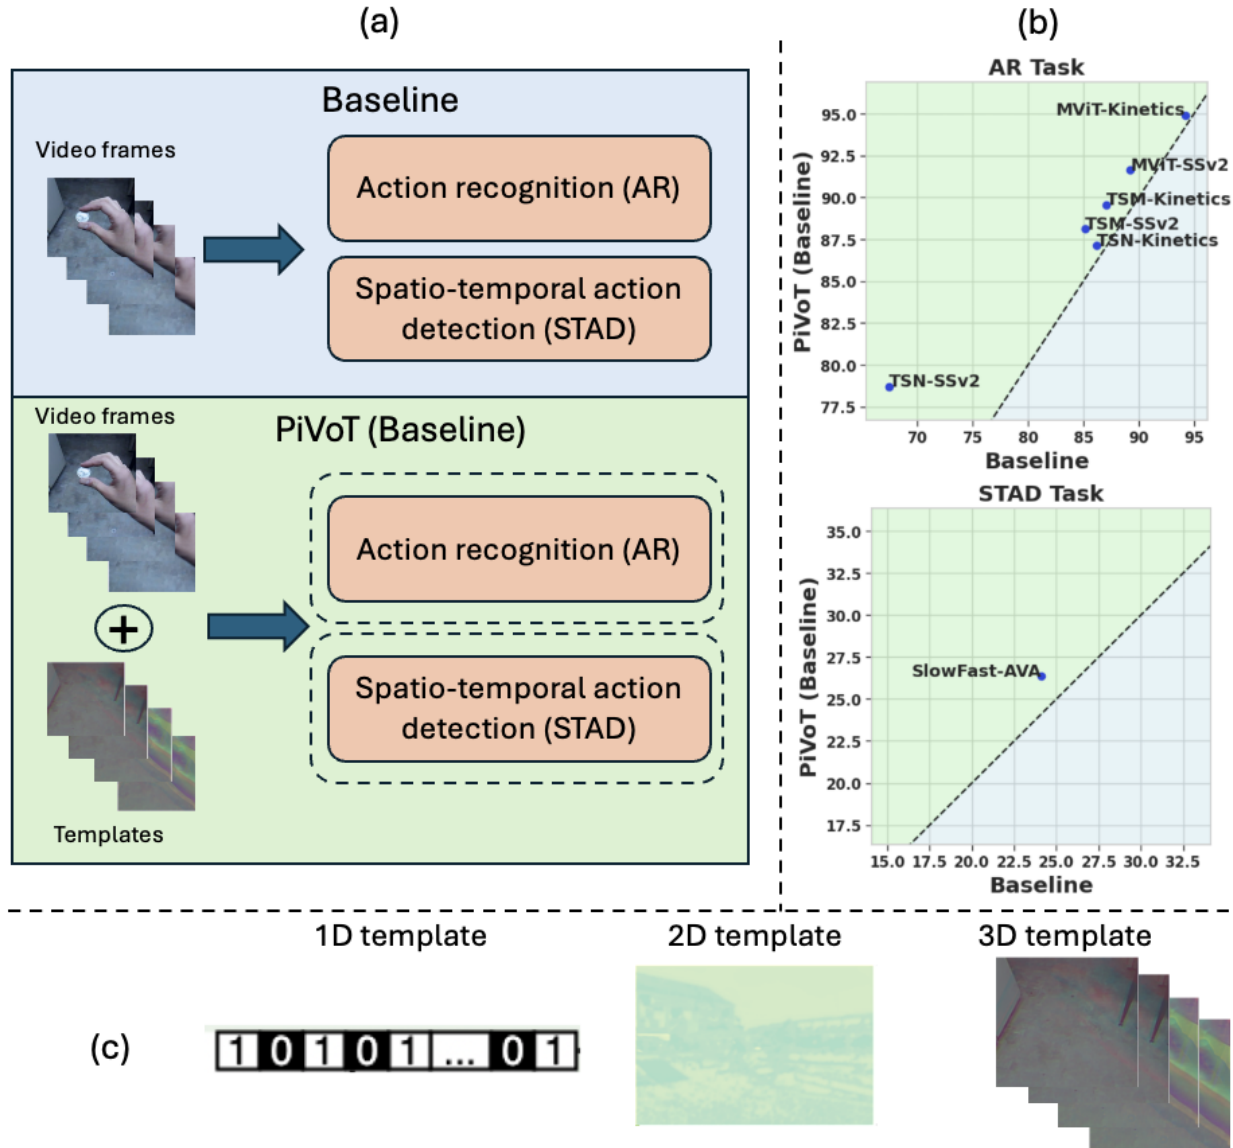 (a)
Baseline
Video frames
Action recognition (AR)
Spatio-temporal action
detection (STAD)
Video frames
PiVoT (Baseline)
Action recognition (AR)
+
Spatio-temporal action
detection (STAD)
Templates
(b)
AR Task
PiVoT (Baseline)
95.0
92.5
90.0
87.5
85.0
82.5
80.0
77.5
MViT-Kinetics
MViT-SSv2
TSM-Kinetics
TSM-SSv2
TSN-Kinetics
TSN-SSv2
70 75 80 85 90 95
Baseline
STAD Task
PiVoT (Baseline)
35.0
32.5
30.0
27.5
25.0
22.5
20.0
17.5
SlowFast-AVA
15.0 17.5 20.0 22.5 25.0 27.5 30.0 32.5
Baseline
1D template
2D template
3D template
(c)
1 0 1 0 1 ... 0 1